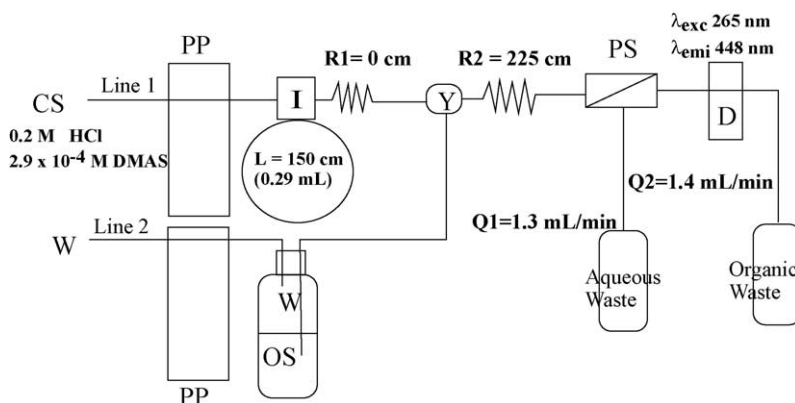 PP
R1= 0 cm
R2 = 225 cm
PS
λexc 265 nm
λemi 448 nm
Line 1
CS
I
Y
D
0.2 M HCl
2.9 x 10⁻⁴ M DMAS
L = 150 cm
(0.29 mL)
Q2=1.4 mL/min
Q1=1.3 mL/min
Line 2
W
W
OS
Aqueous
Waste
Organic
Waste
PP